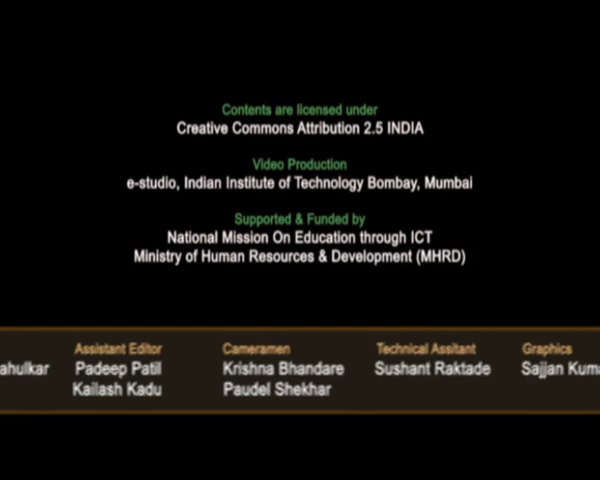 Contents are licensed under
Creative Commons Attribution 2.5 INDIA
Video Production
e-studio, Indian Institute of Technology Bombay, Mumbai
Supported & Funded by
National Mission On Education through ICT
Ministry of Human Resources & Development (MHRD)
Assistant Editor Cameramen Technical Assitant Graphics
ahulkar Padeep Patil Krishna Bhandare Sushant Raktade Sajjan Kum
Kailash Kadu Paudel Shekhar